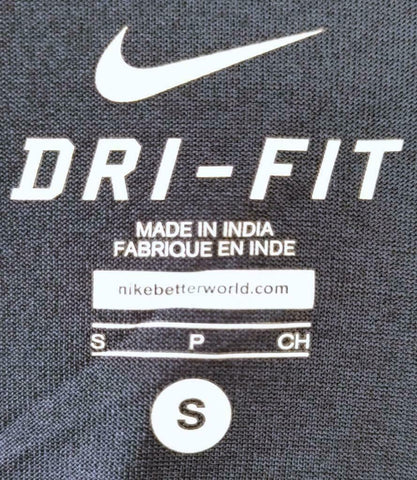 DRI-FIT
MADE IN INDIA
FABRIQUE EN INDE
nikebetterworld.com
S P CH
S